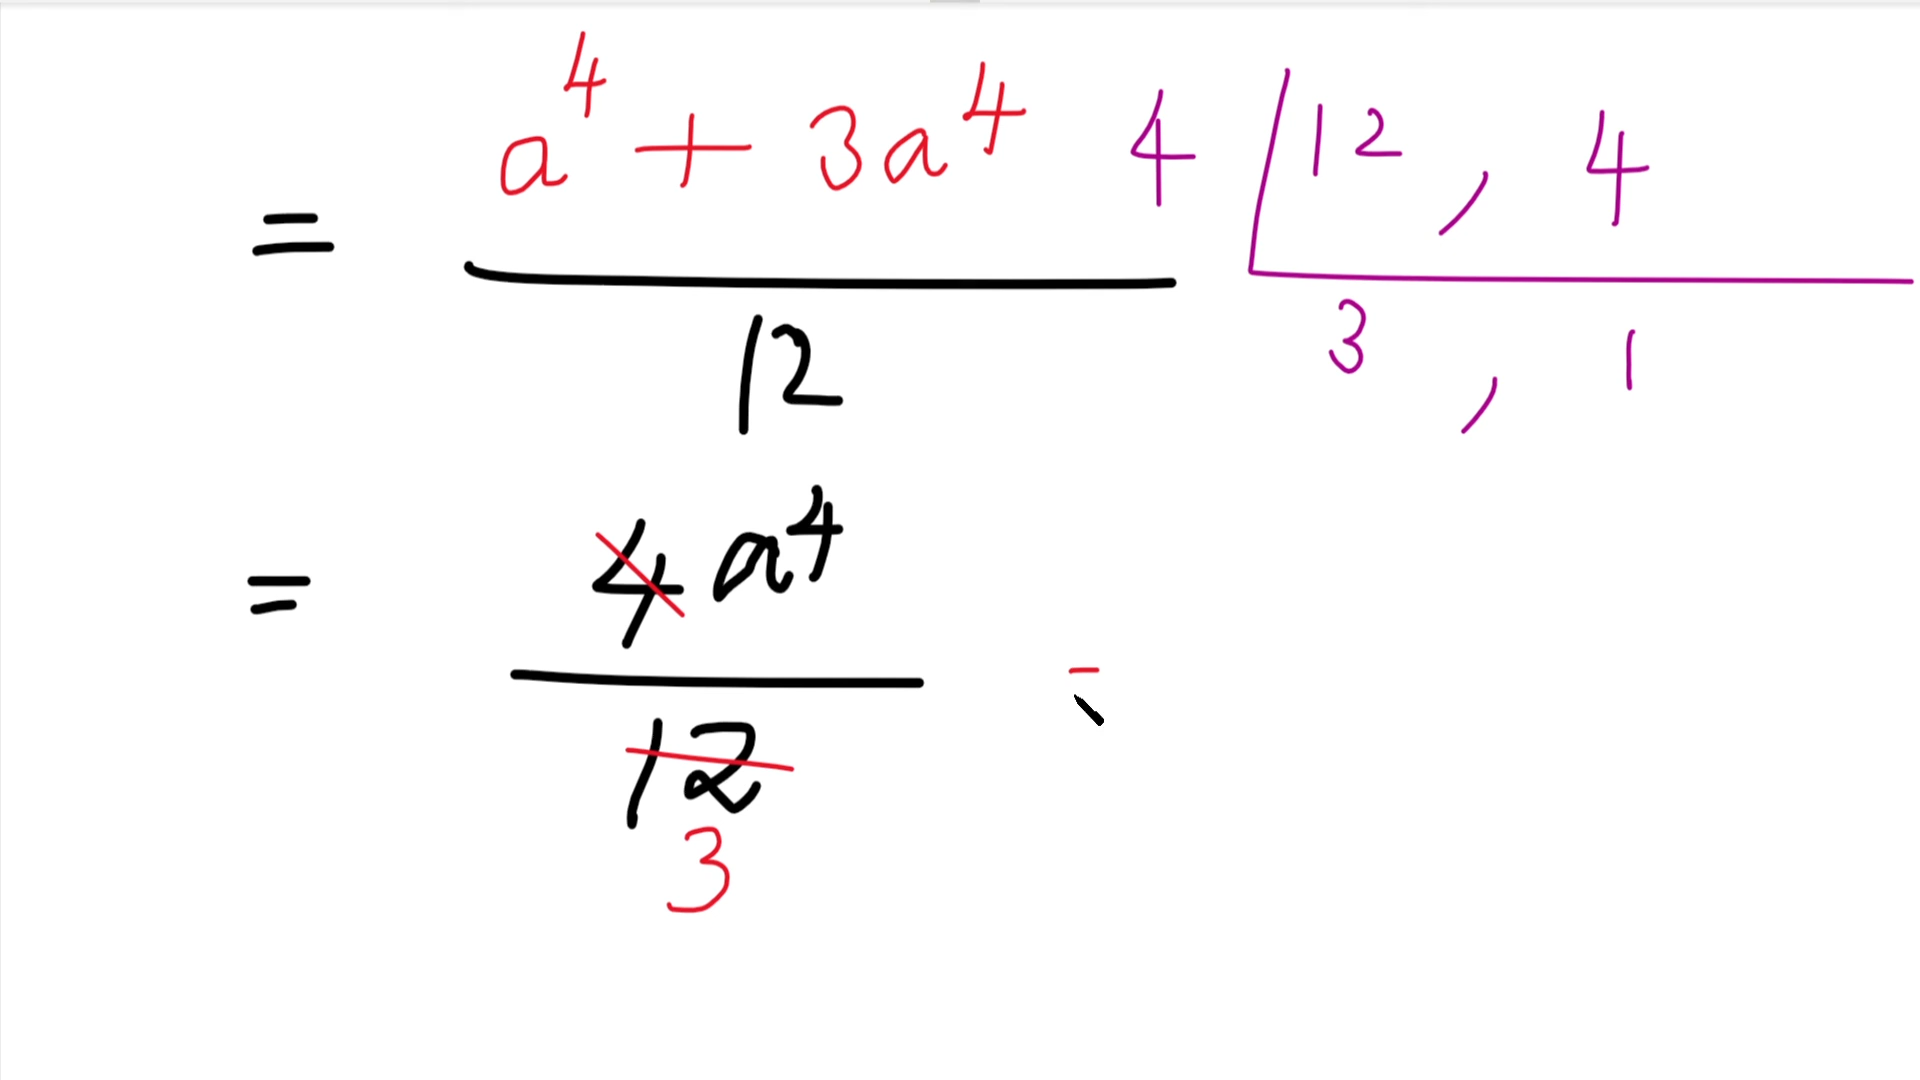 = a⁴ + 3a⁴ / 12
4 | 12 , 4
3 , 1
= 4a⁴ / 12 =
3